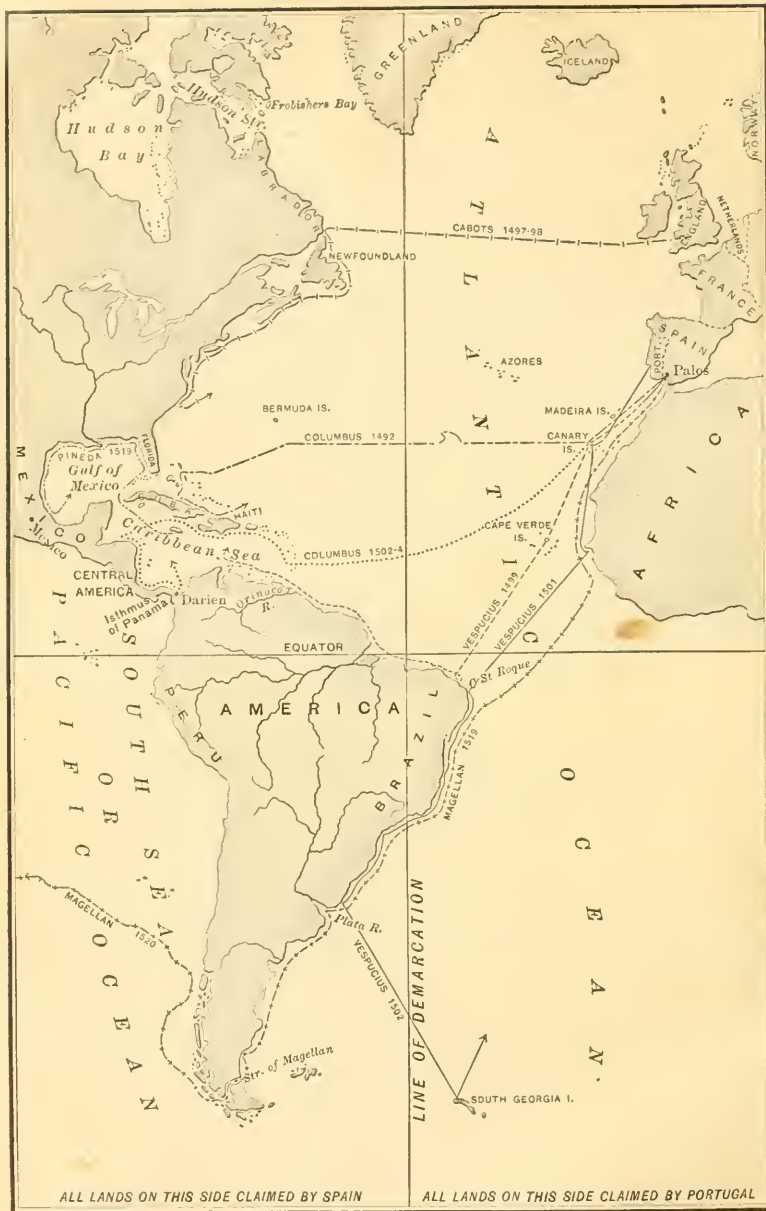 GREENLAND
ICELAND
NORWAY
Hudson Str.
Frobishers Bay
Hudson
Bay
LABRADOR
ATLANTIC
OCEAN
CABOTS 1497-98
ENGLAND
NETHERLANDS
NEWFOUNDLAND
FRANCE
SPAIN
PORT.
Palos
AZORES
BERMUDA IS.
MADEIRA IS.
COLUMBUS 1492
CANARY
IS.
AFRICA
PINEDA 1519
FLORIDA
Gulf of
Mexico
MEXICO
Mexico
CUBA
HAITI
CAPE VERDE
IS.
Caribbean Sea
COLUMBUS 1502-4
CENTRAL
AMERICA
VESPUCIUS 1499
VESPUCIUS 1501
Isthmus
of Panama
Darien
Orinoco
R.
EQUATOR
C. St Roque
SOUTH SEA
OR
PACIFIC OCEAN
PERU
AMERICA
BRAZIL
MAGELLAN 1519
MAGELLAN 1520
Plata R.
VESPUCIUS 1502
LINE OF DEMARCATION
Str. of Magellan
SOUTH GEORGIA I.
ALL LANDS ON THIS SIDE CLAIMED BY SPAIN
ALL LANDS ON THIS SIDE CLAIMED BY PORTUGAL